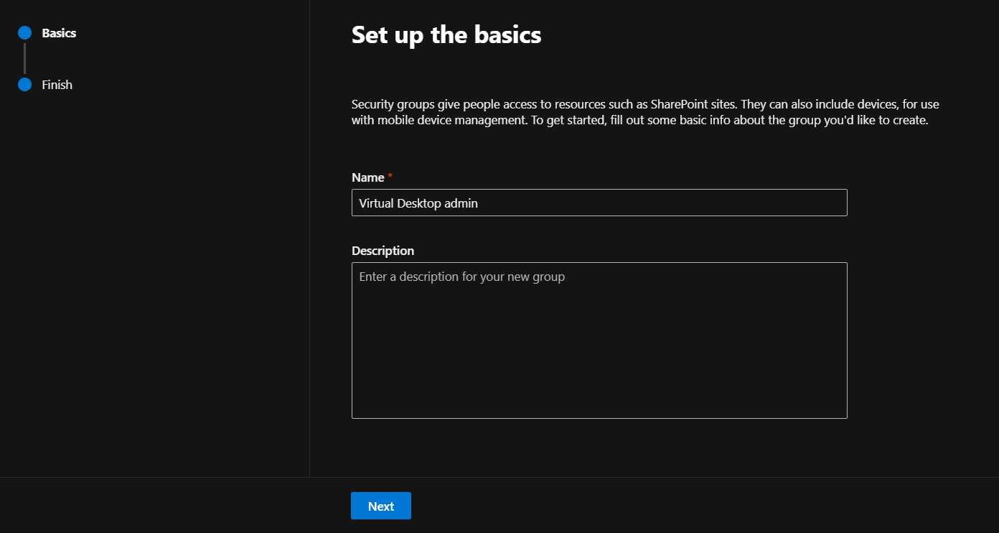 Basics
Finish
Set up the basics
Security groups give people access to resources such as SharePoint sites. They can also include devices, for use
with mobile device management. To get started, fill out some basic info about the group you'd like to create.
Name *
Virtual Desktop admin
Description
Enter a description for your new group
Next